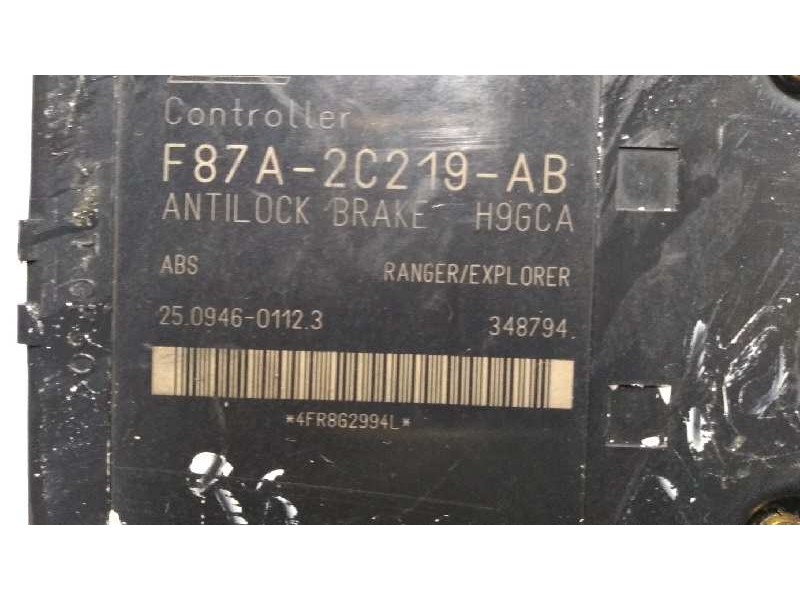 Controller
F87A-2C219-AB
ANTILOCK BRAKE H9GCA
ABS RANGER/EXPLORER
25.0946-0112.3 348794.
*4FR8G2994L*